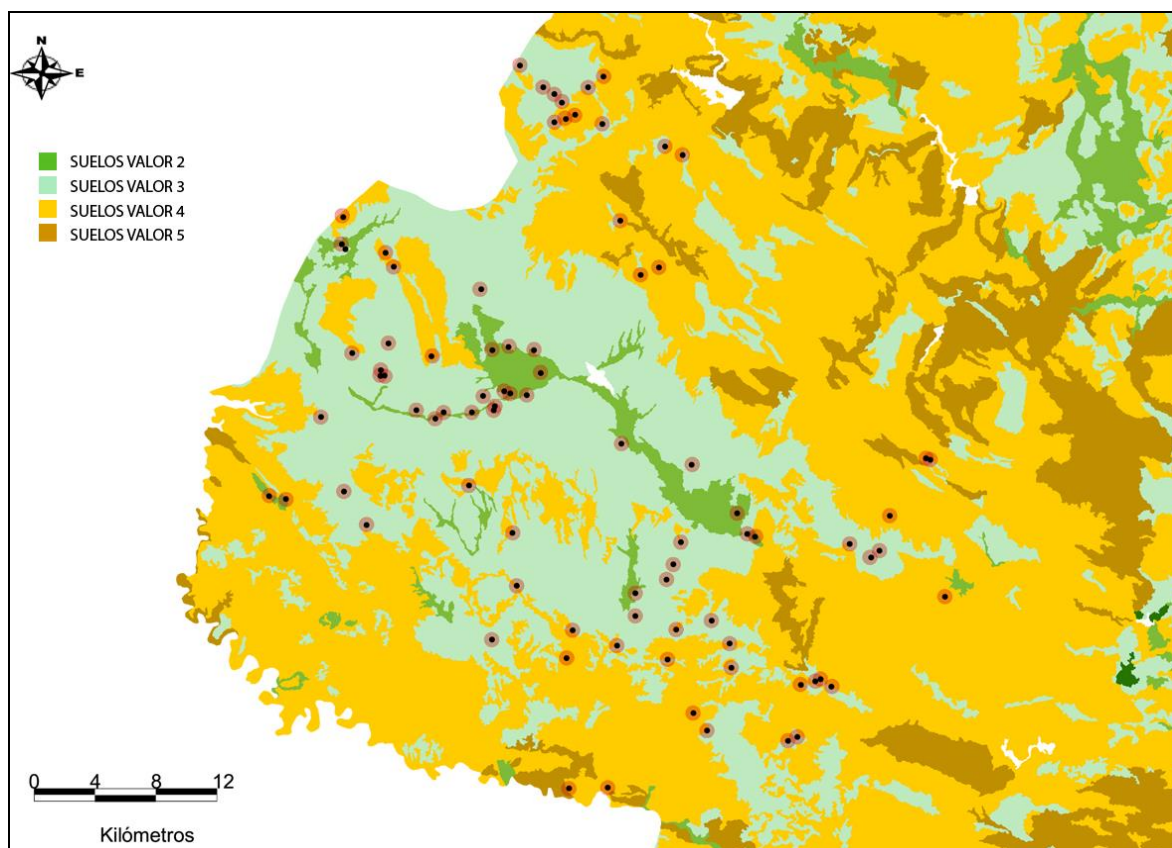 N
E
SUELOS VALOR 2
SUELOS VALOR 3
SUELOS VALOR 4
SUELOS VALOR 5
0 4 8 12
Kilómetros